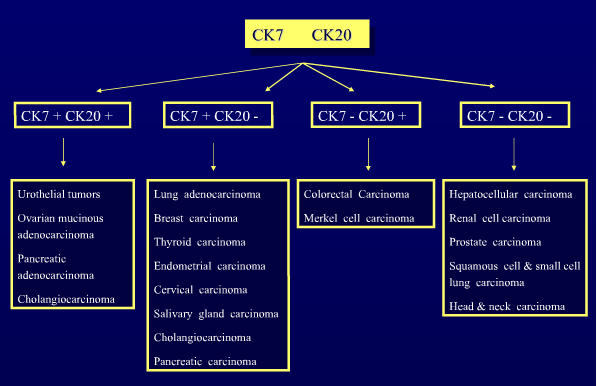 CK7 CK20
CK7 + CK20 +
CK7 + CK20 -
CK7 - CK20 +
CK7 - CK20 -
Urothelial tumors
Ovarian mucinous
adenocarcinoma
Pancreatic
adenocarcinoma
Cholangiocarcinoma
Lung adenocarcinoma
Breast carcinoma
Thyroid carcinoma
Endometrial carcinoma
Cervical carcinoma
Salivary gland carcinoma
Cholangiocarcinoma
Pancreatic carcinoma
Colorectal Carcinoma
Merkel cell carcinoma
Hepatocellular carcinoma
Renal cell carcinoma
Prostate carcinoma
Squamous cell & small cell
lung carcinoma
Head & neck carcinoma